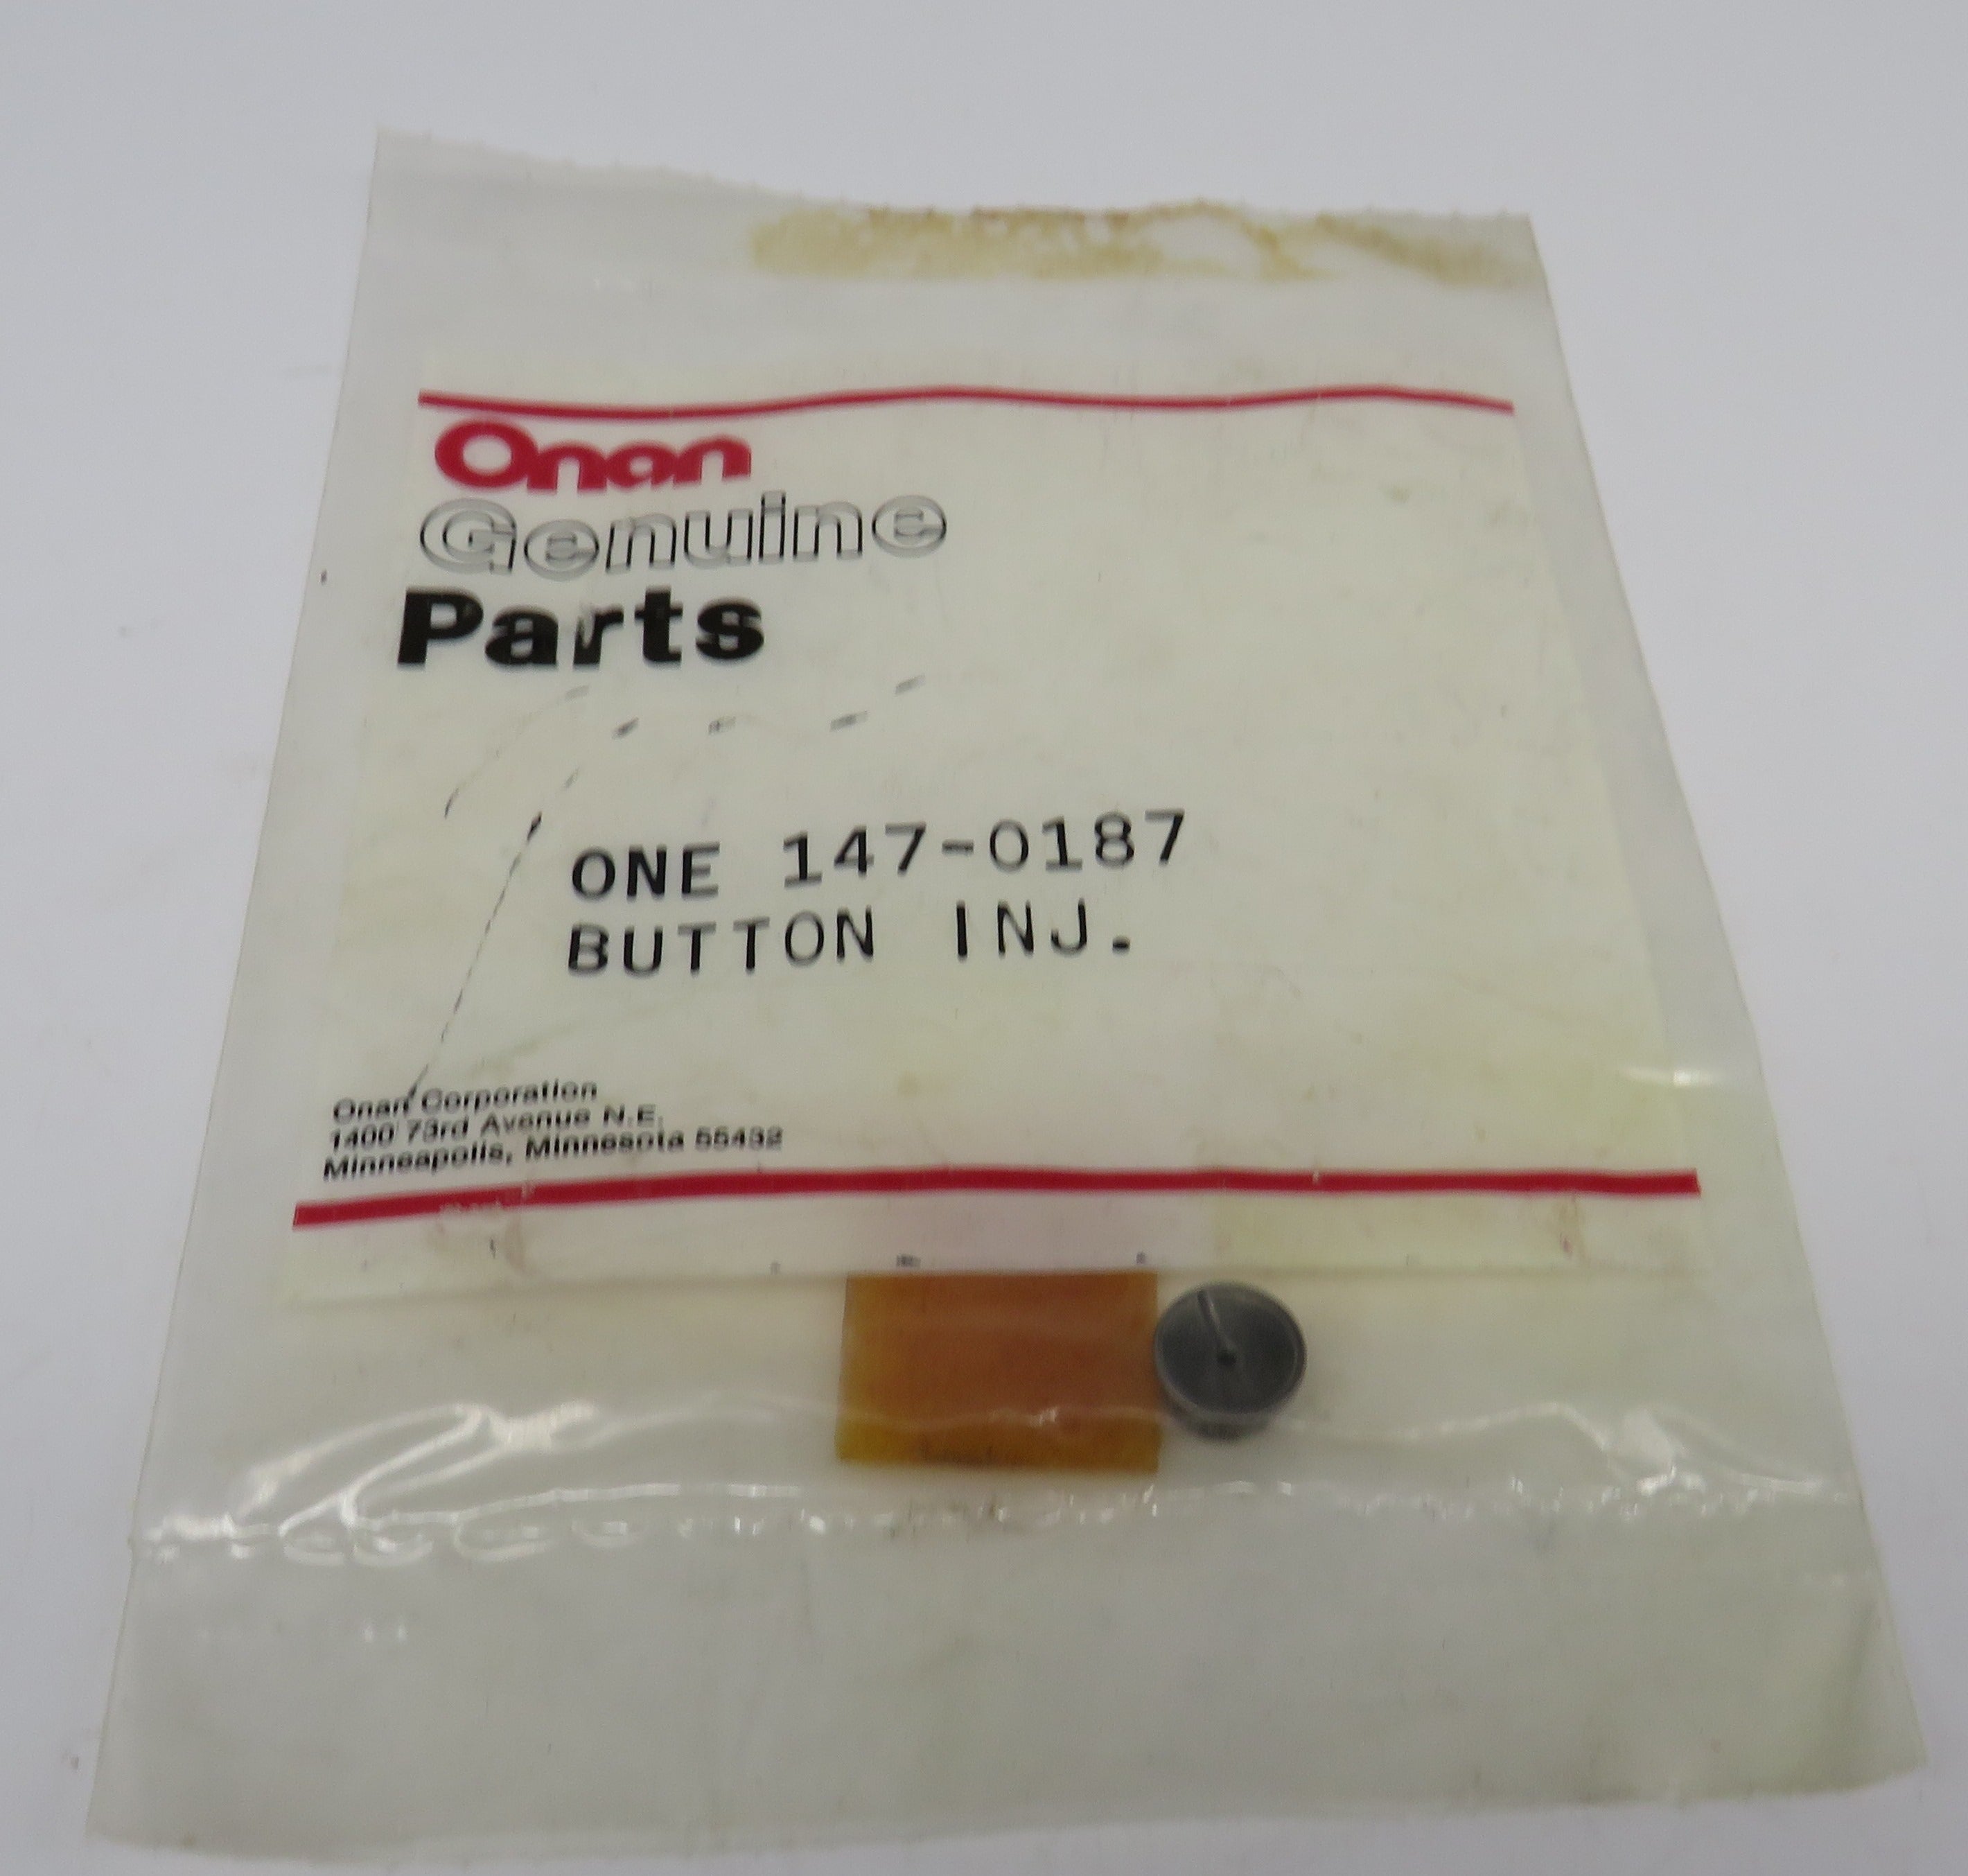 Onan
Genuine
Parts
ONE 147-0187
BUTTON INJ.
Onan Corporation
1400 73rd Avenue N.E.
Minneapolis, Minnesota 55432